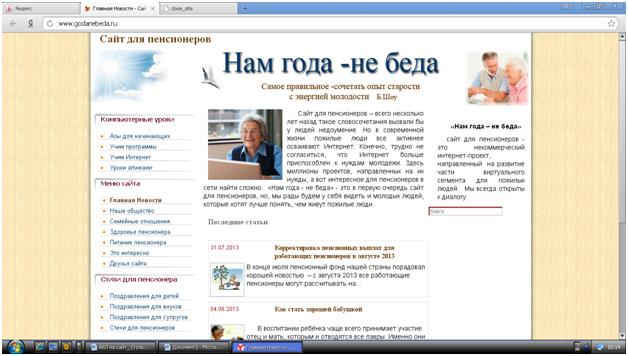 Яндекс
Главная Новости - Сай
close_site
www.godanebeda.ru
Сайт для пенсионеров
Нам года -не беда
Самое правильное -сочетать опыт старости
с энергией молодости Б.Шоу
Компьютерные уроки
Азы для начинающих
Учим программы
Учим Интернет
Уроки artweaver
Меню сайта
Главная Новости
Наше общество
Семейные отношения
Здоровье пенсионера
Питание пенсионера
Это интересно
Друзья сайта
Стихи для пенсионера
Поздравления для детей
Поздравления для внуков
Поздравления для супругов
Стихи для пенсионеров
Сайт для пенсионеров – всего несколько
лет назад такое словосочетания вызвали бы
у людей недоумение. Но в современной
жизни пожилые люди все активнее
осваивают Интернет. Конечно, трудно не
согласиться, что Интернет больше
приспособлен к нуждам молодежи. Здесь
миллионы проектов, направленных на их
нужды, а вот интересное для пенсионеров в
сети найти сложно. «Нам года - не беда» - это в первую очередь сайт
для пенсионеров, но, мы рады будем у себя видеть и молодых людей,
которые хотят лучше понять, чем живут пожилые люди.
Последние статьи
31.07.2013
Корректировка пенсионных выплат для
работающих пенсионеров в августе 2013
В конце июля пенсионный фонд нашей страны порадовал
хорошей новостью – с августа 2013 все работающие
пенсионеры могут рассчитывать на...
04.06.2013
Как стать хорошей бабушкой
В воспитании ребёнка чаще всего принимает участие
отец и мать, которым и отводятся все лавры. Именно они
«Нам года – не беда»
сайт для пенсионеров -
это некоммерческий
интернет-проект,
направленный на развитие
части виртуального
сегмента для пожилых
людей. Мы всегда открыты
к диалогу.
поиск
АХП на сайт_ (столь...
Документ3 - Micros...
Главная Новости - ...
10:14